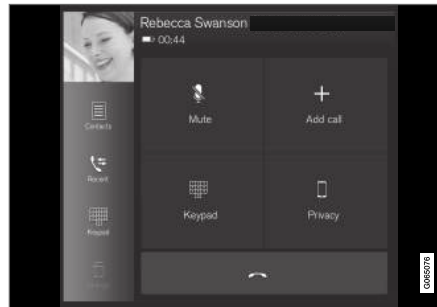 Rebecca Swanson
00:44
Contacts
Mute
Add call
Recent
Keypad
Keypad
Privacy
G065076